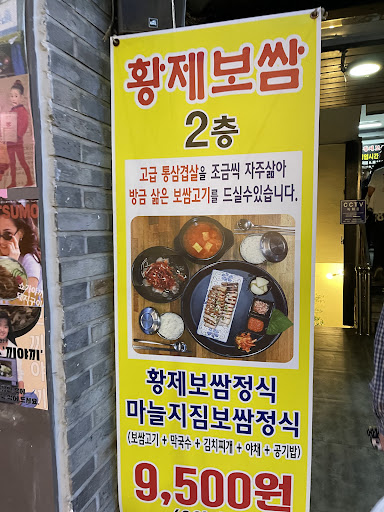 황제보쌈
2층
고급 통삼겹살을 조금씩 자주삶아
방금 삶은 보쌈고기를 드실수있습니다.
황제보쌈정식
마늘지짐보쌈정식
(보쌈고기 + 막국수 + 김치찌개 + 야채 + 공기밥)
9,500원
CCTV